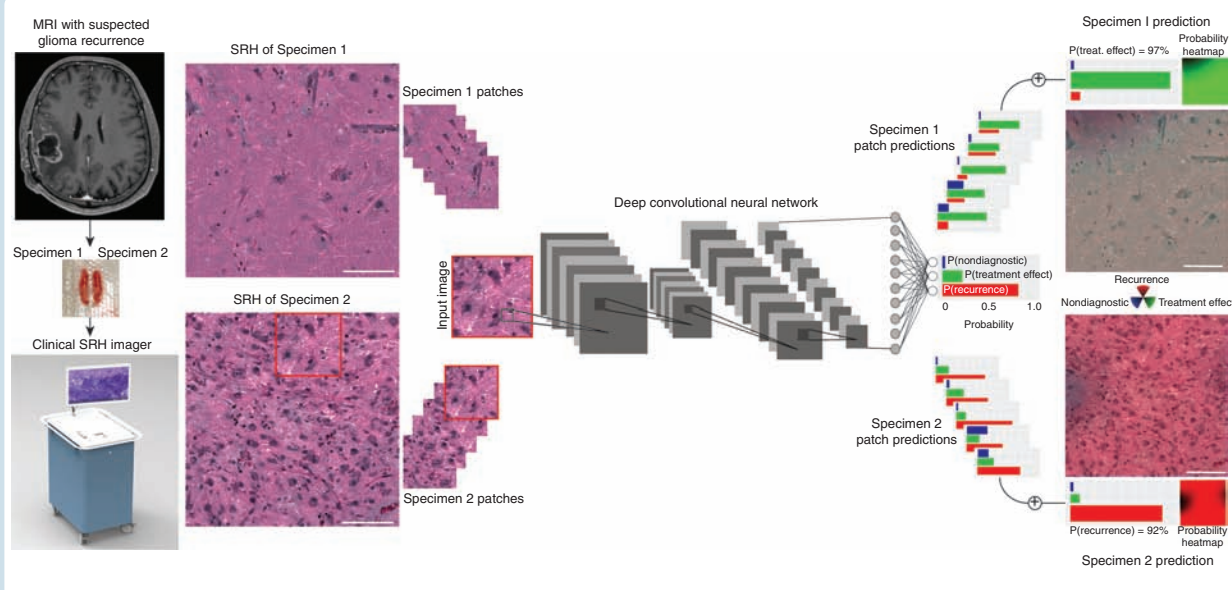 MRI with suspected
glioma recurrence
Specimen 1 Specimen 2
Clinical SRH imager
SRH of Specimen 1
SRH of Specimen 2
Specimen 1 patches
Input image
Specimen 2 patches
Deep convolutional neural network
Specimen 1
patch predictions
P(nondiagnostic)
P(treatment effect)
P(recurrence)
0 0.5 1.0
Probability
Specimen 2
patch predictions
Specimen I prediction
P(treat. effect) = 97%
Probability
heatmap
Recurrence
Nondiagnostic Treatment effect
P(recurrence) = 92%
Probability
heatmap
Specimen 2 prediction